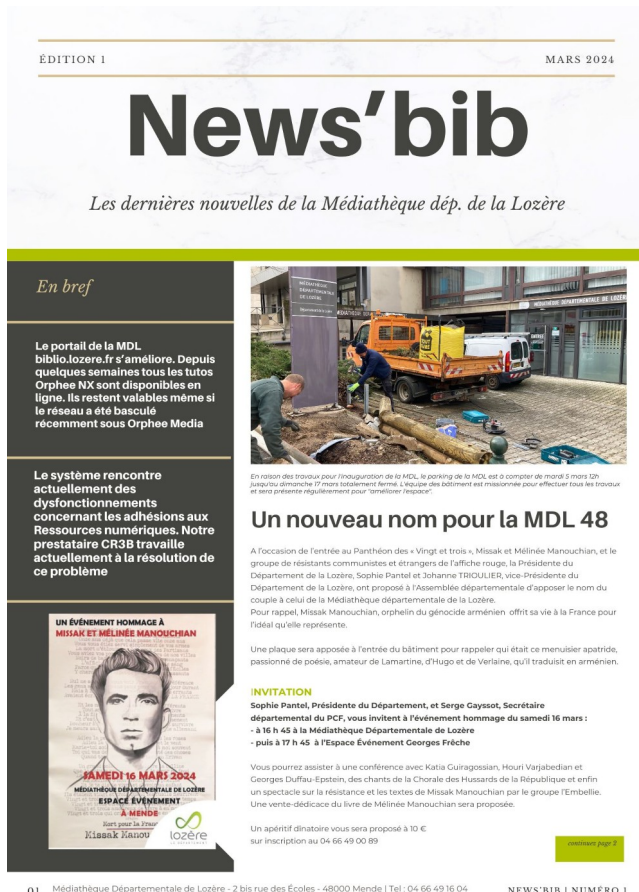 ÉDITION 1
MARS 2024
News'bib
Les dernières nouvelles de la Médiathèque dép. de la Lozère
En bref
Le portail de la MDL
biblio.lozere.fr s'améliore. Depuis
quelques semaines tous les tutos
Orphee NX sont disponibles en
ligne. Ils restent valables même si
le réseau a été basculé
récemment sous Orphee Media
Le système rencontre
actuellement des
dysfonctionnements
concernant les adhésions aux
Ressources numériques. Notre
prestataire CR3B travaille
actuellement à la résolution de
ce problème
UN ÉVÉNEMENT HOMMAGE À
MISSAK ET MÉLINÉE MANOUCHIAN
SAMEDI 16 MARS 2024
MÉDIATHÈQUE DÉPARTEMENTALE DE LOZÈRE
ESPACE ÉVÉNEMENT
À MENDE
Mort pour la
Missak Manou
lozère
LE DÉPARTEMENT
MÉDIATHÈQUE
DÉPARTEMENTALE
DE LOZÈRE
MÉDIATHÈQUE DÉPARTEMENTALE DE LOZÈRE
En raison des travaux pour l'inauguration de la MDL, le parking de la MDL est à compter de mardi 5 mars 12h
jusqu'au dimanche 17 mars totalement fermé. L'équipe des bâtiment est missionnée pour effectuer tous les travaux
et sera présente régulièrement pour "améliorer l'espace".
Un nouveau nom pour la MDL 48
A l'occasion de l'entrée au Panthéon des « Vingt et trois », Missak et Mélinée Manouchian, et le
groupe de résistants communistes et étrangers de l'affiche rouge, la Présidente du
Département de la Lozère, Sophie Pantel et Johanne TRIOULIER, vice-Présidente du
Département de la Lozère, ont proposé à l'Assemblée départementale d'apposer le nom du
couple à celui de la Médiathèque départementale de la Lozère.
Pour rappel, Missak Manouchian, orphelin du génocide arménien offrit sa vie à la France pour
l'idéal qu'elle représente.
Une plaque sera apposée à l'entrée du bâtiment pour rappeler qui était ce menuisier apatride,
passionné de poésie, amateur de Lamartine, d'Hugo et de Verlaine, qu'il traduisit en arménien.
INVITATION
Sophie Pantel, Présidente du Département, et Serge Gayssot, Secrétaire
départemental du PCF, vous invitent à l'événement hommage du samedi 16 mars :
- à 16 h 45 à la Médiathèque Départementale de Lozère
- puis à 17 h 45 à l'Espace Événement Georges Frêche
Vous pourrez assister à une conférence avec Katia Guiragossian, Houri Varjabedian et
Georges Duffau-Epstein, des chants de la Chorale des Hussards de la République et enfin
un spectacle sur la résistance et les textes de Missak Manouchian par le groupe l'Embellie.
Une vente-dédicace du livre de Mélinée Manouchian sera proposée.
Un apéritif dînatoire vous sera proposé à 10 €
sur inscription au 04 66 49 00 89
continues page 2
01
Médiathèque Départementale de Lozère - 2 bis rue des Écoles - 48000 Mende | Tel : 04 66 49 16 04
NEWS'BIB | NUMÉRO 1